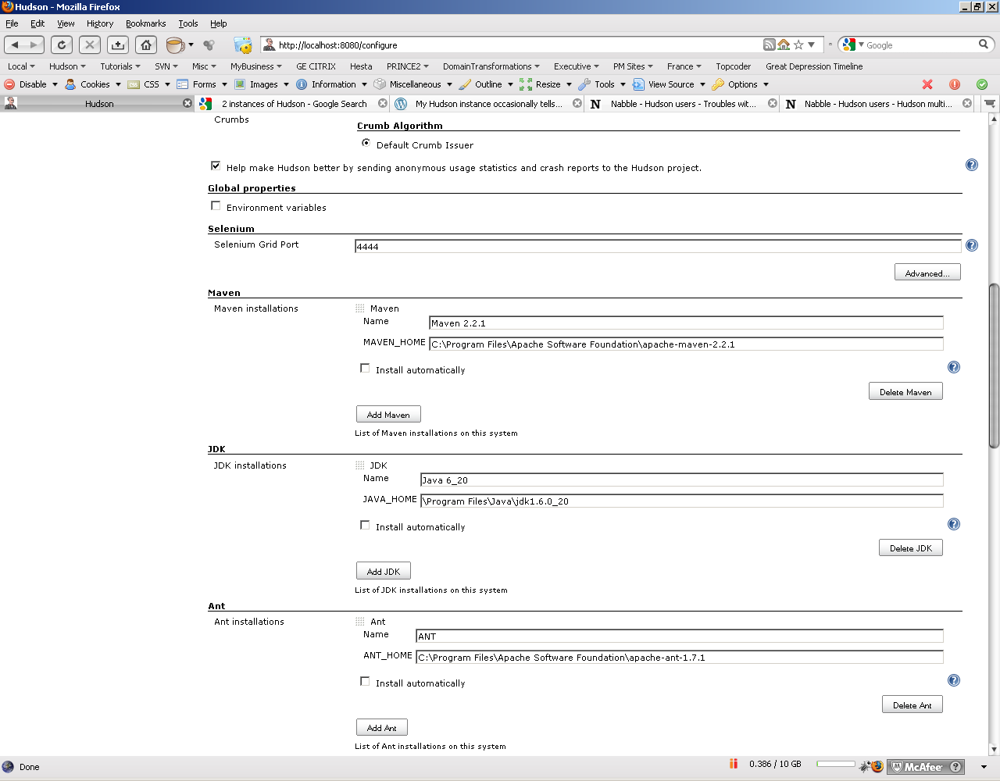 Hudson - Mozilla Firefox
File Edit View History Bookmarks Tools Help
http://localhost:8080/configure Google
Local Hudson Tutorials SVN Misc MyBusiness GE CITRIX Hesta PRINCE2 DomainTransformations Executive PM Sites France Topcoder Great Depression Timeline
Disable Cookies CSS Forms Images Information Miscellaneous Outline Resize Tools View Source Options
Hudson 2 instances of Hudson - Google Search My Hudson instance occasionally tells... Nabble - Hudson users - Troubles wit... Nabble - Hudson users - Hudson multi...
Crumbs
Crumb Algorithm
Default Crumb Issuer
Help make Hudson better by sending anonymous usage statistics and crash reports to the Hudson project.
Global properties
Environment variables
Selenium
Selenium Grid Port 4444
Advanced...
Maven
Maven installations Maven
Name Maven 2.2.1
MAVEN_HOME C:\Program Files\Apache Software Foundation\apache-maven-2.2.1
Install automatically
Delete Maven
Add Maven
List of Maven installations on this system
JDK
JDK installations JDK
Name Java 6_20
JAVA_HOME \Program Files\Java\jdk1.6.0_20
Install automatically
Delete JDK
Add JDK
List of JDK installations on this system
Ant
Ant installations Ant
Name ANT
ANT_HOME C:\Program Files\Apache Software Foundation\apache-ant-1.7.1
Install automatically
Delete Ant
Add Ant
List of Ant installations on this system
Done 0.386 / 10 GB McAfee